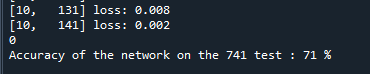 [10,   131] loss: 0.008
[10,   141] loss: 0.002
0
Accuracy of the network on the 741 test : 71 %